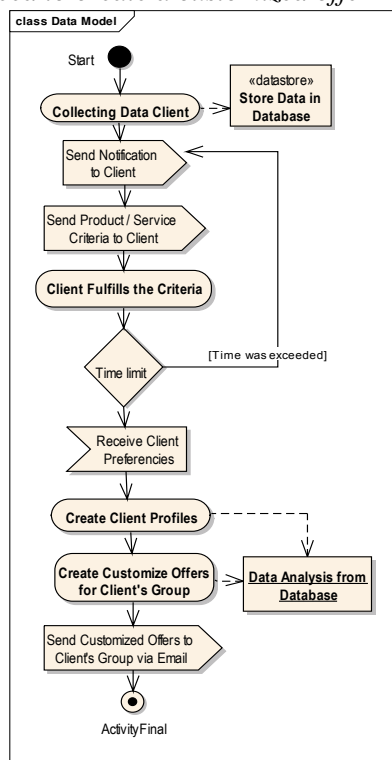 class Data Model
Start
«datastore»
Store Data in
Database
Collecting Data Client
Send Notification
to Client
Send Product / Service
Criteria to Client
Client Fulfills the Criteria
[Time was exceeded]
Time limit
Receive Client
Preferencies
Create Client Profiles
Create Customize Offers
for Client's Group
Data Analysis from
Database
Send Customized Offers to
Client's Group via Email
ActivityFinal